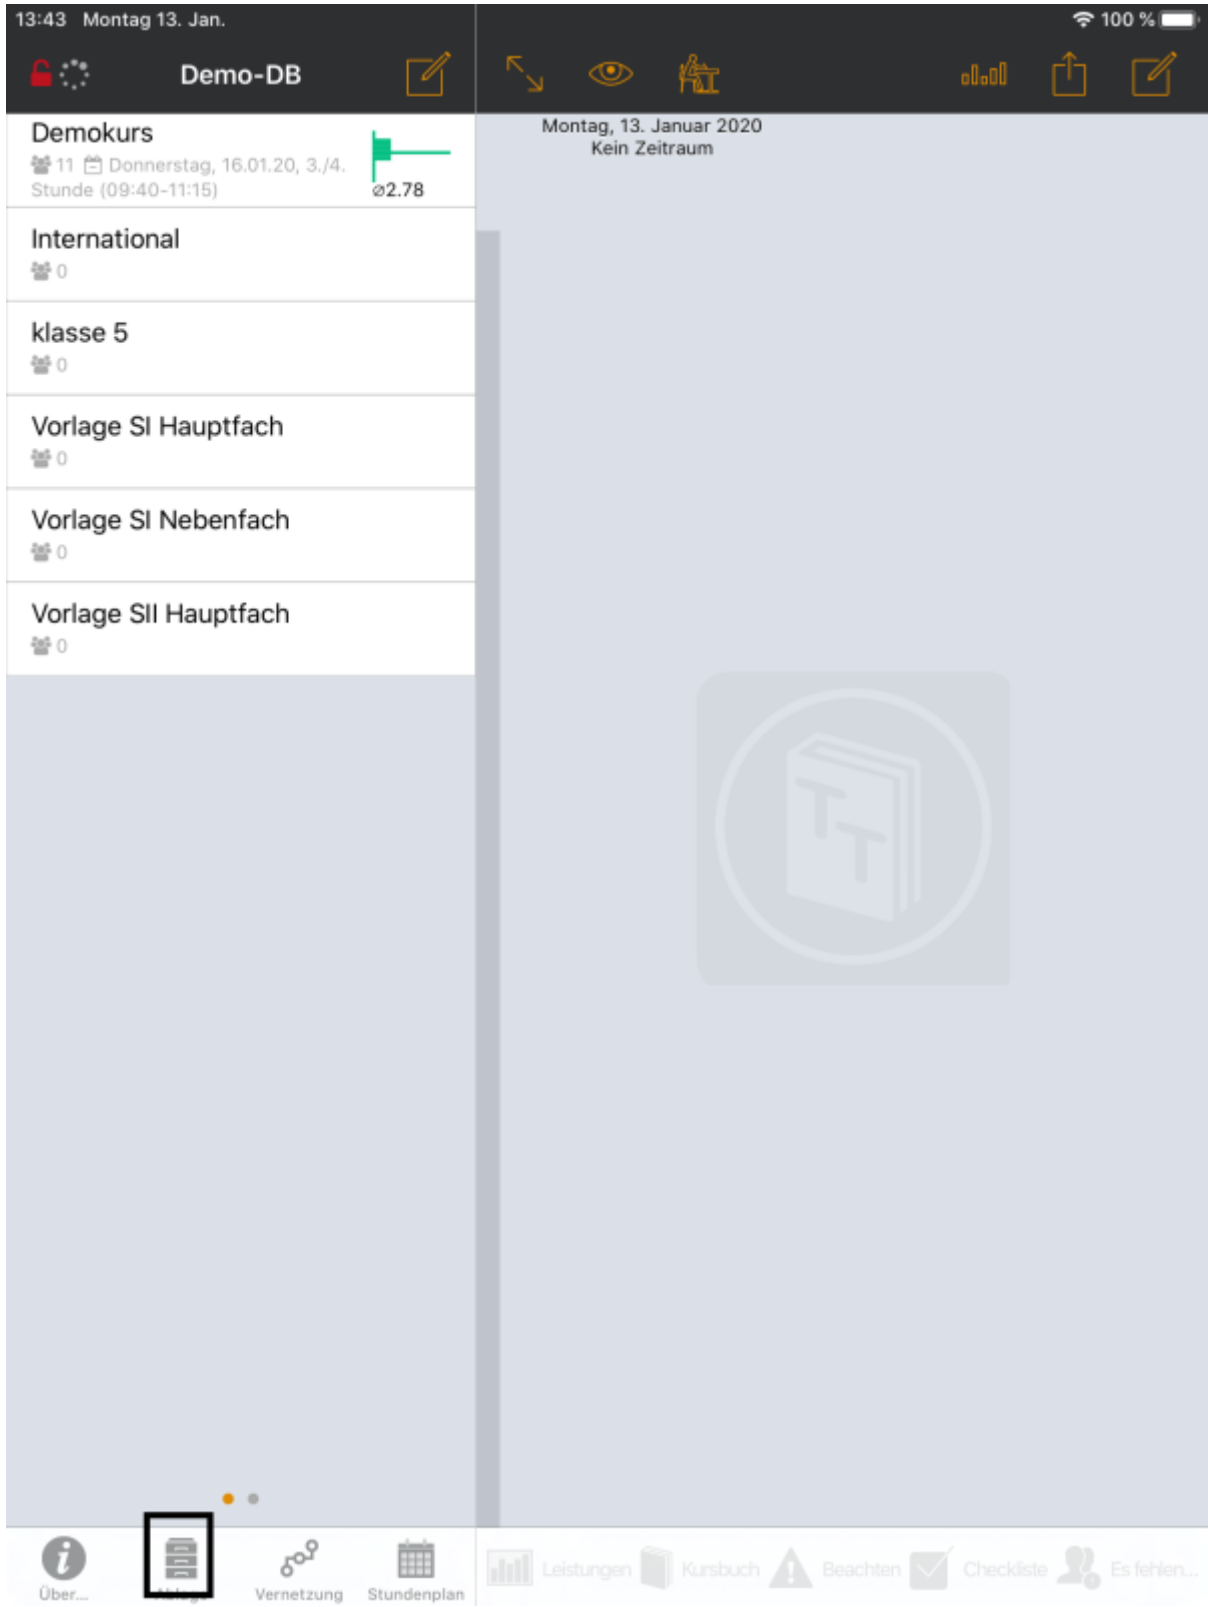 13:43 Montag 13. Jan.
100 %
Demo-DB
Demokurs
11 Donnerstag, 16.01.20, 3./4.
Stunde (09:40-11:15)
⌀2.78
International
0
klasse 5
0
Vorlage SI Hauptfach
0
Vorlage SI Nebenfach
0
Vorlage SII Hauptfach
0
Montag, 13. Januar 2020
Kein Zeitraum
TT
Über...
Ablage
Vernetzung
Stundenplan
Leistungen
Kursbuch
Beachten
Checkliste
Es fehlen...